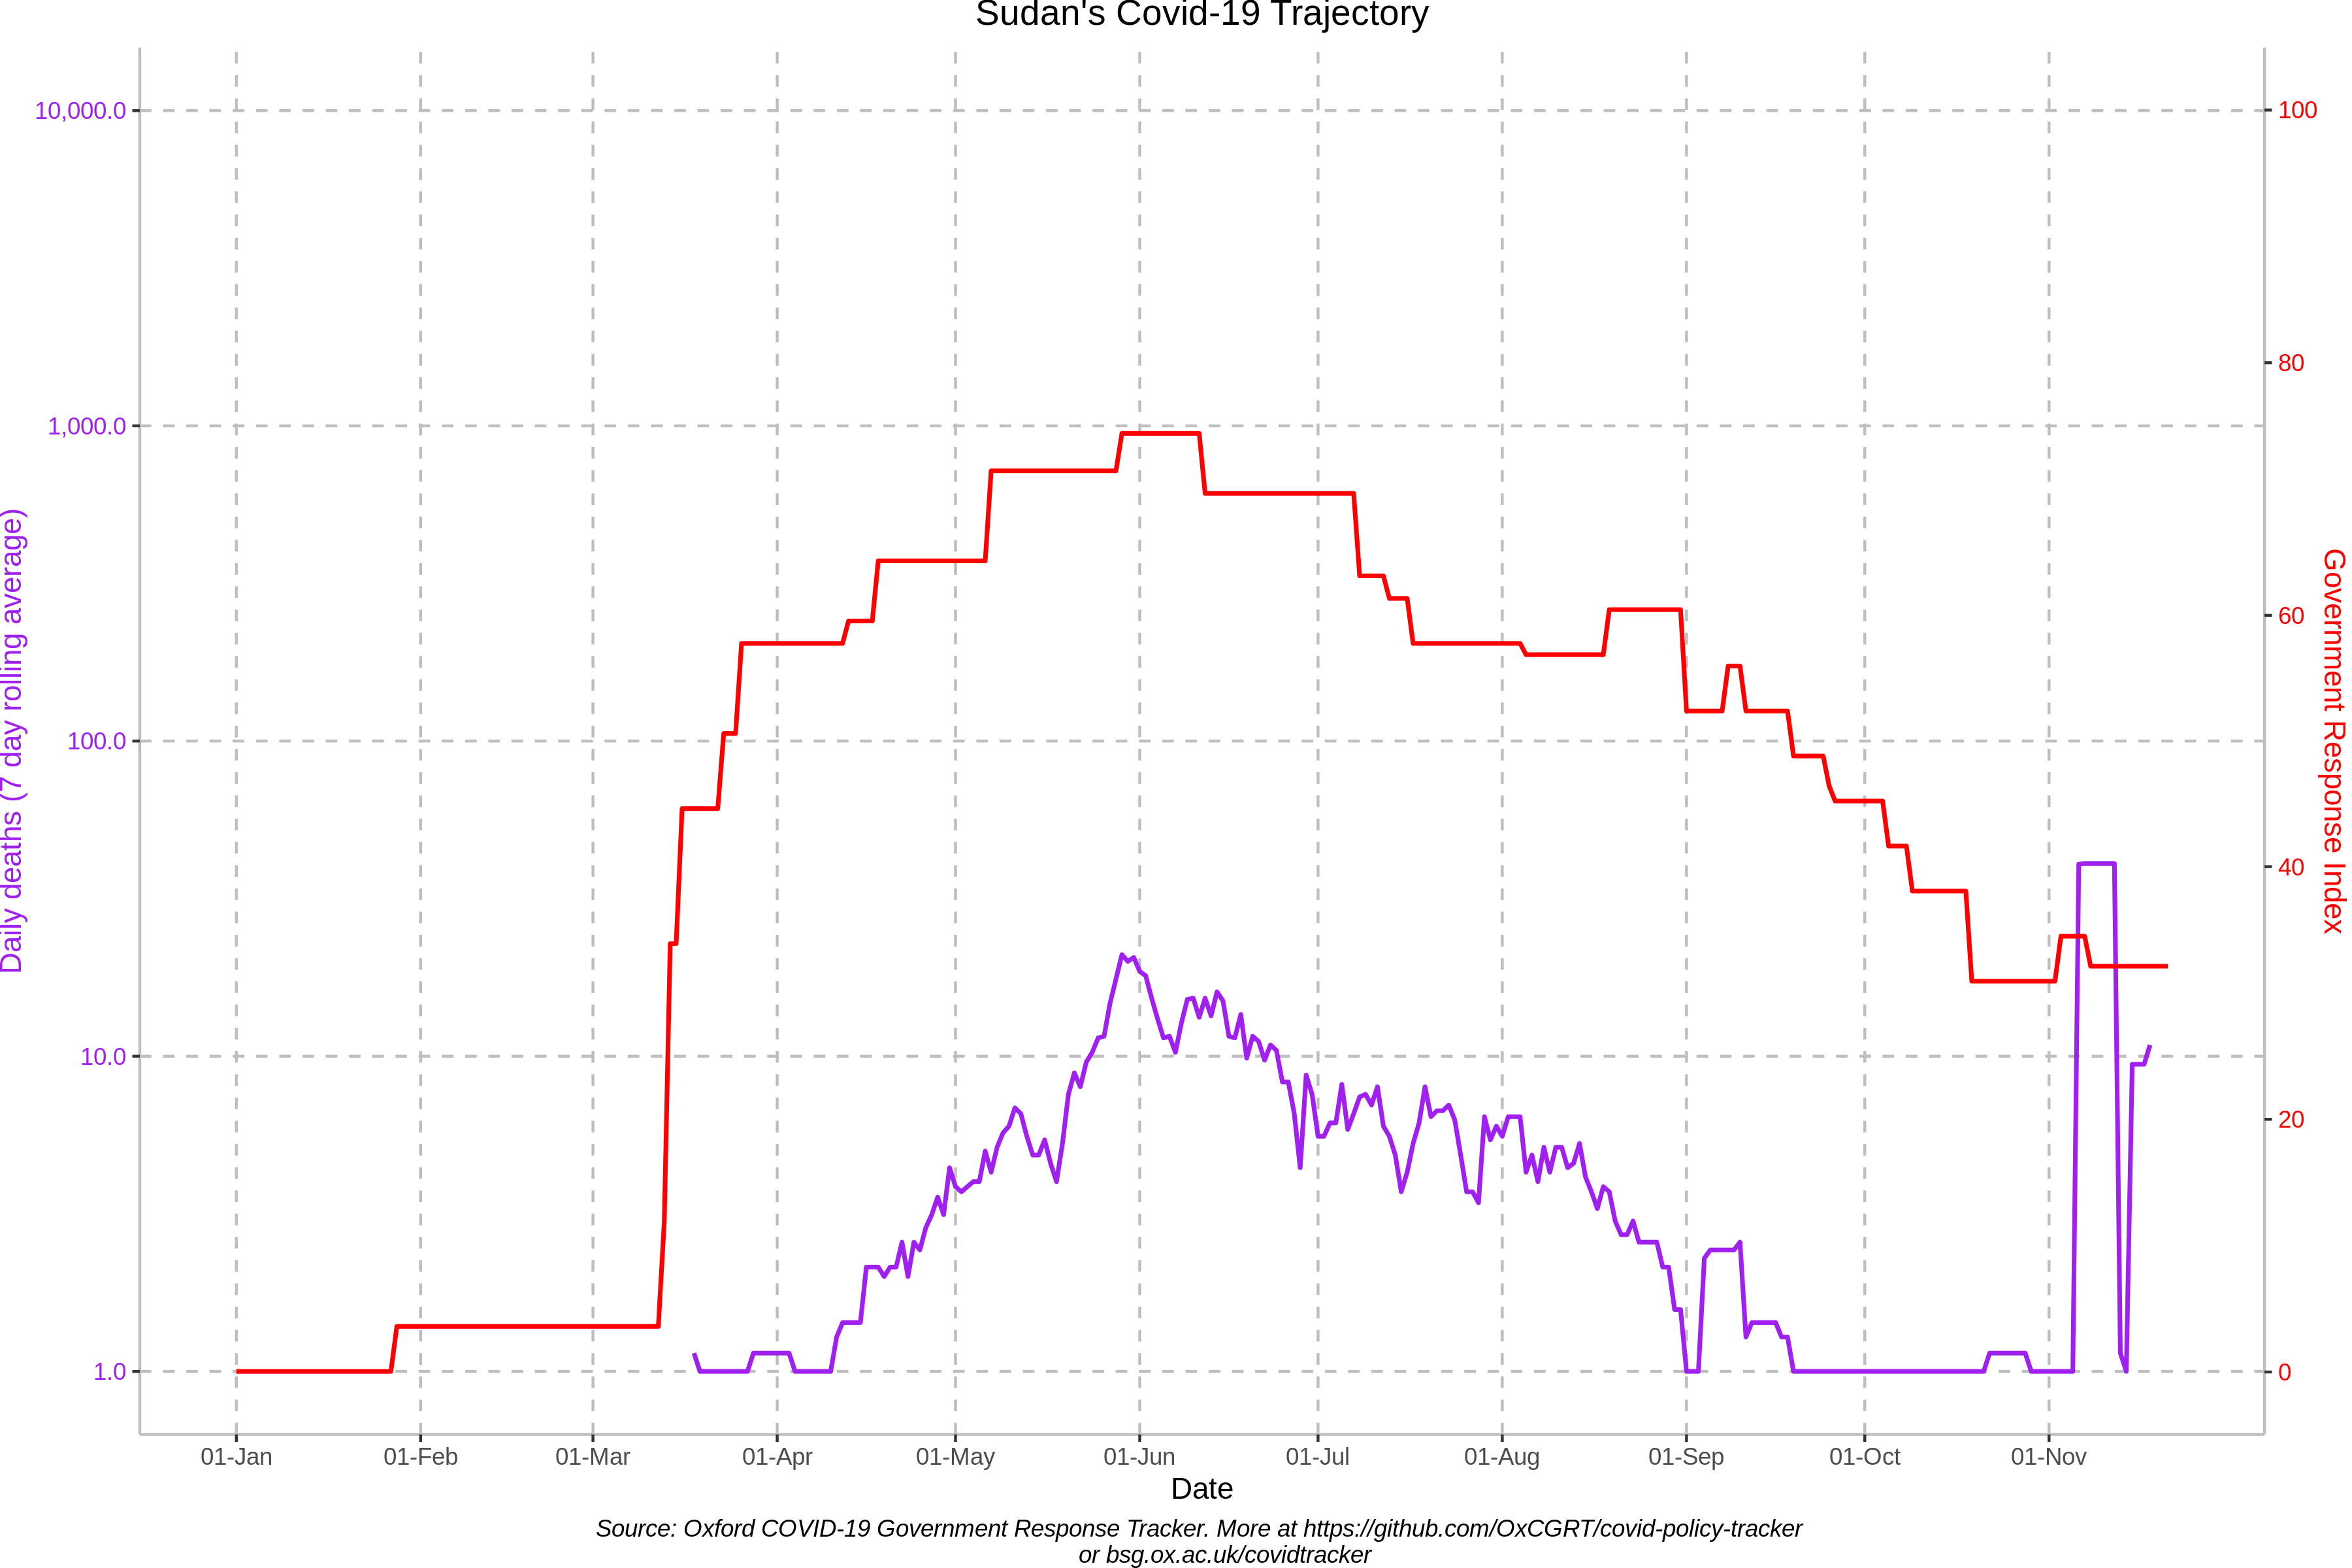 Sudan's Covid-19 Trajectory
Daily deaths (7 day rolling average)
10,000.0
1,000.0
100.0
10.0
1.0
100
80
60
40
20
0
Government Response Index
01-Jan 01-Feb 01-Mar 01-Apr 01-May 01-Jun 01-Jul 01-Aug 01-Sep 01-Oct 01-Nov
Date
Source: Oxford COVID-19 Government Response Tracker. More at https://github.com/OxCGRT/covid-policy-tracker
or bsg.ox.ac.uk/covidtracker